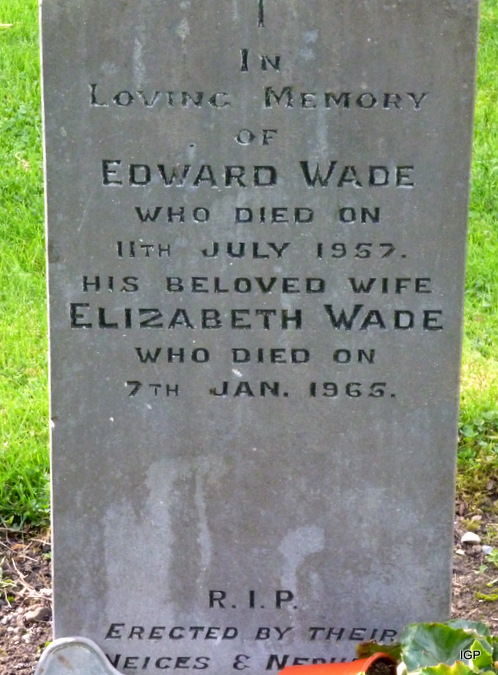 In
Loving Memory
of
Edward Wade
who died on
11th July 1957.
His beloved wife
Elizabeth Wade
who died on
7th Jan. 1965.
R.I.P.
Erected by their
Neices &
IGP